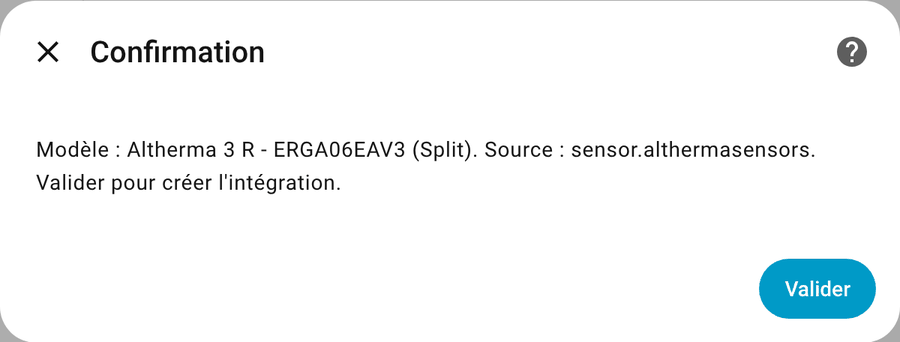 Confirmation
Modèle : Altherma 3 R - ERGA06EAV3 (Split). Source : sensor.althermasensors.
Valider pour créer l'intégration.
Valider